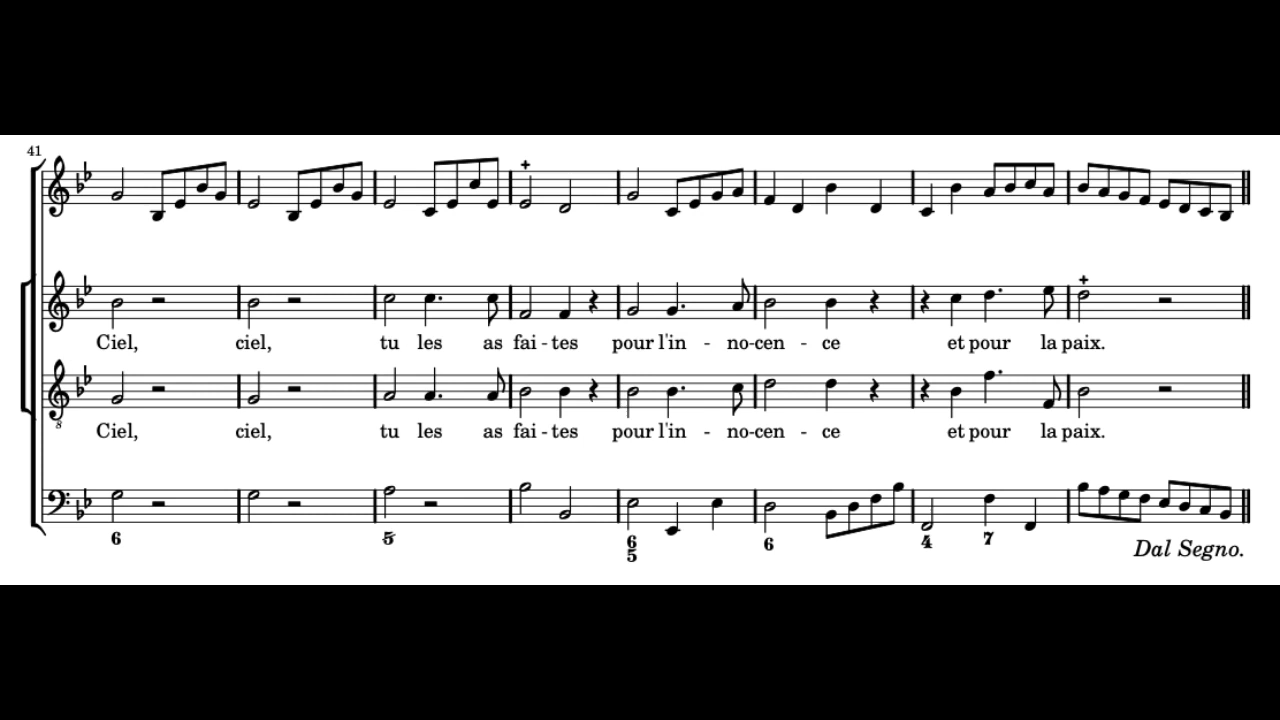 41
Ciel, ciel, tu les as fai - tes pour l'in - no-cen - ce et pour la paix.
8
Ciel, ciel, tu les as fai - tes pour l'in - no-cen - ce et pour la paix.
6 5 6 6 4 7
5
Dal Segno.